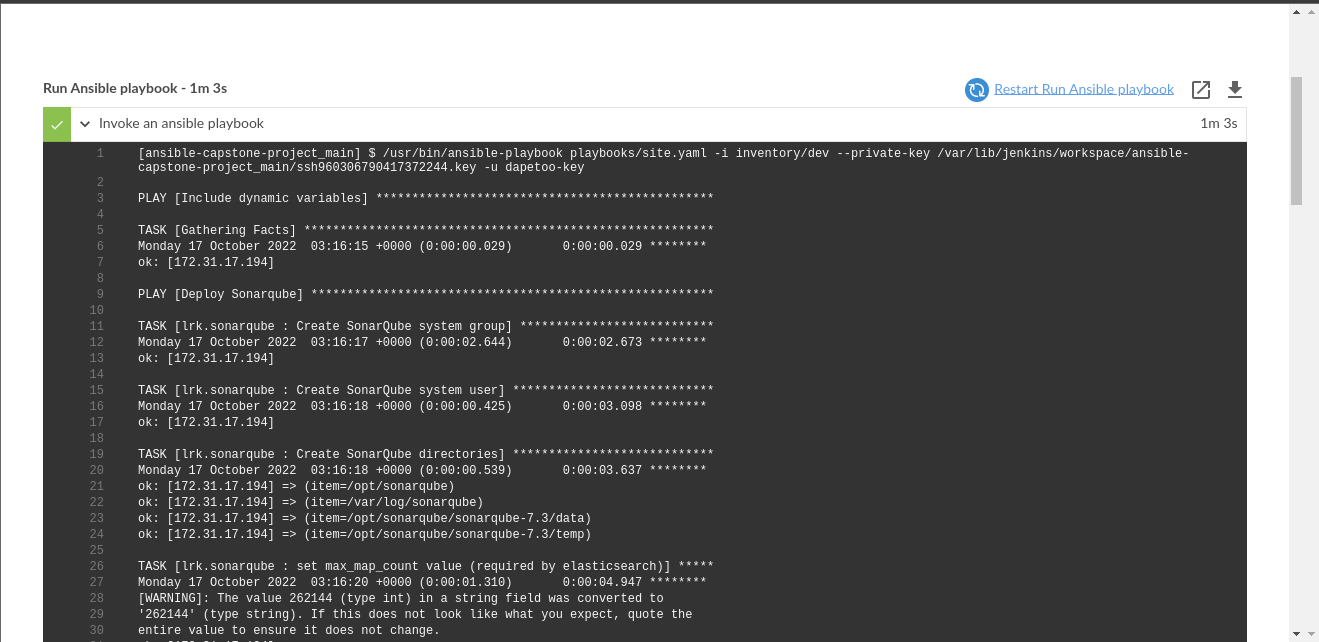 Run Ansible playbook - 1m 3s
Restart Run Ansible playbook
Invoke an ansible playbook
1m 3s
1 [ansible-capstone-project_main] $ /usr/bin/ansible-playbook playbooks/site.yaml -i inventory/dev --private-key /var/lib/jenkins/workspace/ansible-
capstone-project_main/ssh960306790417372244.key -u dapetoo-key
2
3 PLAY [Include dynamic variables] ***********************************************
4
5 TASK [Gathering Facts] *********************************************************
6 Monday 17 October 2022  03:16:15 +0000 (0:00:00.029)       0:00:00.029 ********
7 ok: [172.31.17.194]
8
9 PLAY [Deploy Sonarqube] ********************************************************
10
11 TASK [lrk.sonarqube : Create SonarQube system group] ***************************
12 Monday 17 October 2022  03:16:17 +0000 (0:00:02.644)       0:00:02.673 ********
13 ok: [172.31.17.194]
14
15 TASK [lrk.sonarqube : Create SonarQube system user] ****************************
16 Monday 17 October 2022  03:16:18 +0000 (0:00:00.425)       0:00:03.098 ********
17 ok: [172.31.17.194]
18
19 TASK [lrk.sonarqube : Create SonarQube directories] ****************************
20 Monday 17 October 2022  03:16:18 +0000 (0:00:00.539)       0:00:03.637 ********
21 ok: [172.31.17.194] => (item=/opt/sonarqube)
22 ok: [172.31.17.194] => (item=/var/log/sonarqube)
23 ok: [172.31.17.194] => (item=/opt/sonarqube/sonarqube-7.3/data)
24 ok: [172.31.17.194] => (item=/opt/sonarqube/sonarqube-7.3/temp)
25
26 TASK [lrk.sonarqube : set max_map_count value (required by elasticsearch)] *****
27 Monday 17 October 2022  03:16:20 +0000 (0:00:01.310)       0:00:04.947 ********
28 [WARNING]: The value 262144 (type int) in a string field was converted to
29 '262144' (type string). If this does not look like what you expect, quote the
30 entire value to ensure it does not change.